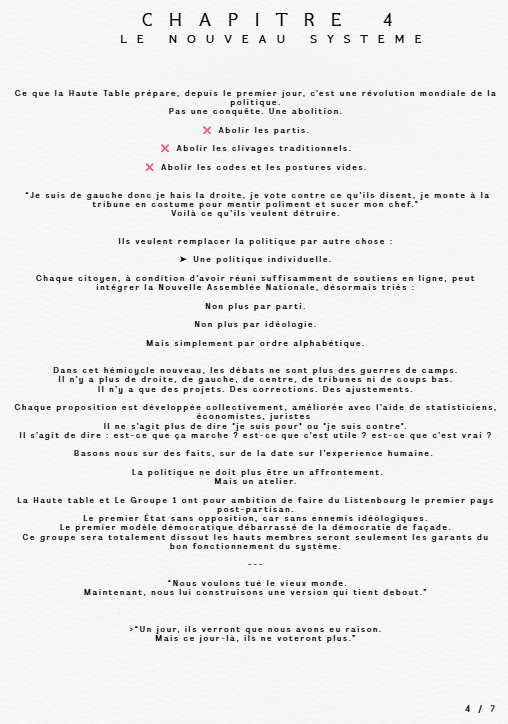 CHAPITRE 4
LE NOUVEAU SYSTEME
Ce que la Haute Table prépare, depuis le premier jour, c'est une révolution mondiale de la
politique.
Pas une conquête. Une abolition.
❌ Abolir les partis.
❌ Abolir les clivages traditionnels.
❌ Abolir les codes et les postures vides.
"Je suis de gauche donc je hais la droite, je vote contre ce qu'ils disent, je monte à la
tribune en costume pour mentir poliment et sucer mon chef."
Voilà ce qu'ils veulent détruire.
Ils veulent remplacer la politique par autre chose :
➤ Une politique individuelle.
Chaque citoyen, à condition d'avoir réuni suffisamment de soutiens en ligne, peut
intégrer la Nouvelle Assemblée Nationale, désormais triés :
Non plus par parti.
Non plus par idéologie.
Mais simplement par ordre alphabétique.
Dans cet hémicycle nouveau, les débats ne sont plus des guerres de camps.
Il n'y a plus de droite, de gauche, de centre, de tribunes ni de coups bas.
Il n'y a que des projets. Des corrections. Des ajustements.
Chaque proposition est développée collectivement, améliorée avec l'aide de statisticiens,
économistes, juristes
Il ne s'agit plus de dire "je suis pour" ou "je suis contre".
Il s'agit de dire : est-ce que ça marche ? est-ce que c'est utile ? est-ce que c'est vrai ?
Basons nous sur des faits, sur de la date sur l'experience humaine.
La politique ne doit plus être un affrontement.
Mais un atelier.
La Haute table et Le Groupe 1 ont pour ambition de faire du Listenbourg le premier pays
post-partisan.
Le premier État sans opposition, car sans ennemis idéologiques.
Le premier modèle démocratique débarrassé de la démocratie de façade.
Ce groupe sera totalement dissout les hauts membres seront seulement les garants du
bon fonctionnement du système.
---
"Nous voulons tué le vieux monde.
Maintenant, nous lui construisons une version qui tient debout."
>"Un jour, ils verront que nous avons eu raison.
Mais ce jour-là, ils ne voteront plus."
4 / ?